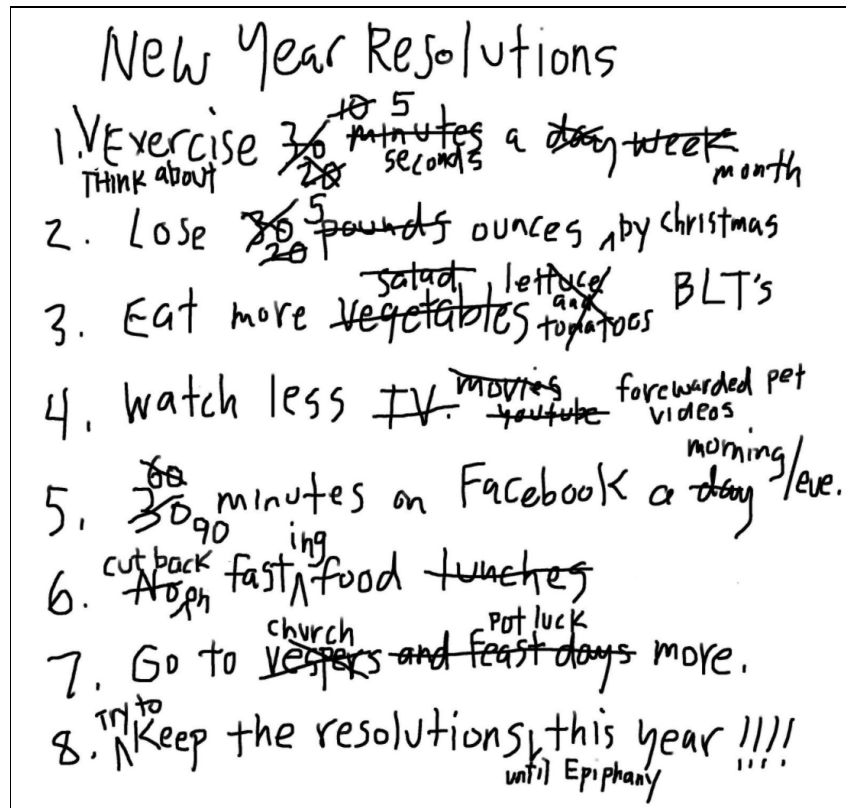 New Year Resolutions
10 5
1. Exercise 30 minutes a day week
Think about 20 seconds month
5
2. Lose 30 pounds ounces by Christmas
20
salad lettuce BLT's
and
3. Eat more vegetables tomatoes
movies forewarded pet
4. Watch less TV. youtube videos
60 morning
5. 30 90 minutes on Facebook a day /eve.
cut back ing
6. No on fast food lunches
church pot luck
7. Go to vespers and feast days more.
Try to
8. Keep the resolutions, this year !!!!
until Epiphany